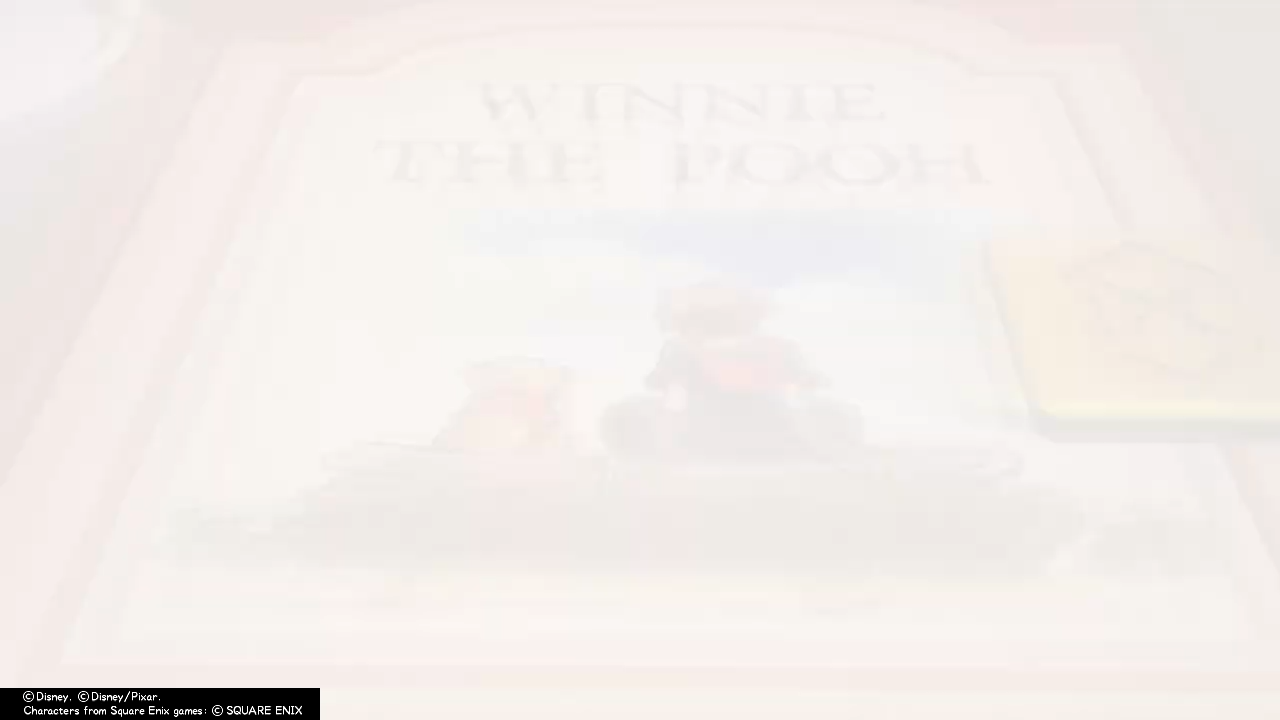 WINNIE
THE POOH
© Disney. © Disney/Pixar.
Characters from Square Enix games: © SQUARE ENIX